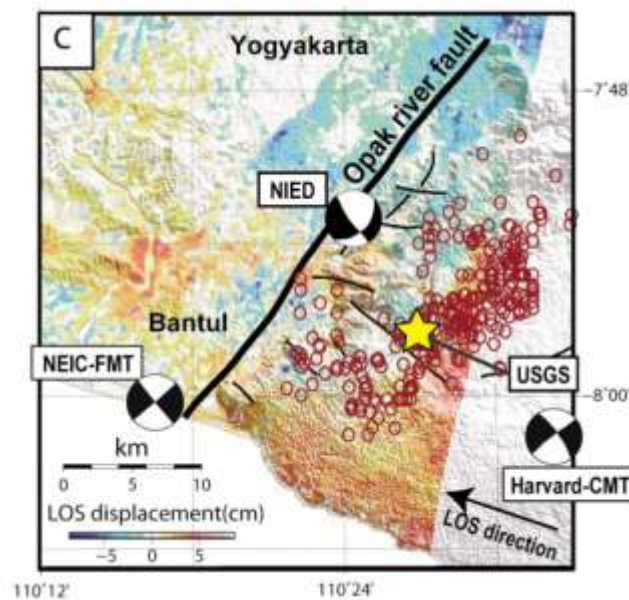 C
Yogyakarta
Opak river fault
7˚48'
NIED
Bantul
NEIC-FMT
USGS
8˚00'
km
0 5 10
Harvard-CMT
LOS displacement(cm)
LOS direction
−5 0 5
110˚12' 110˚24'